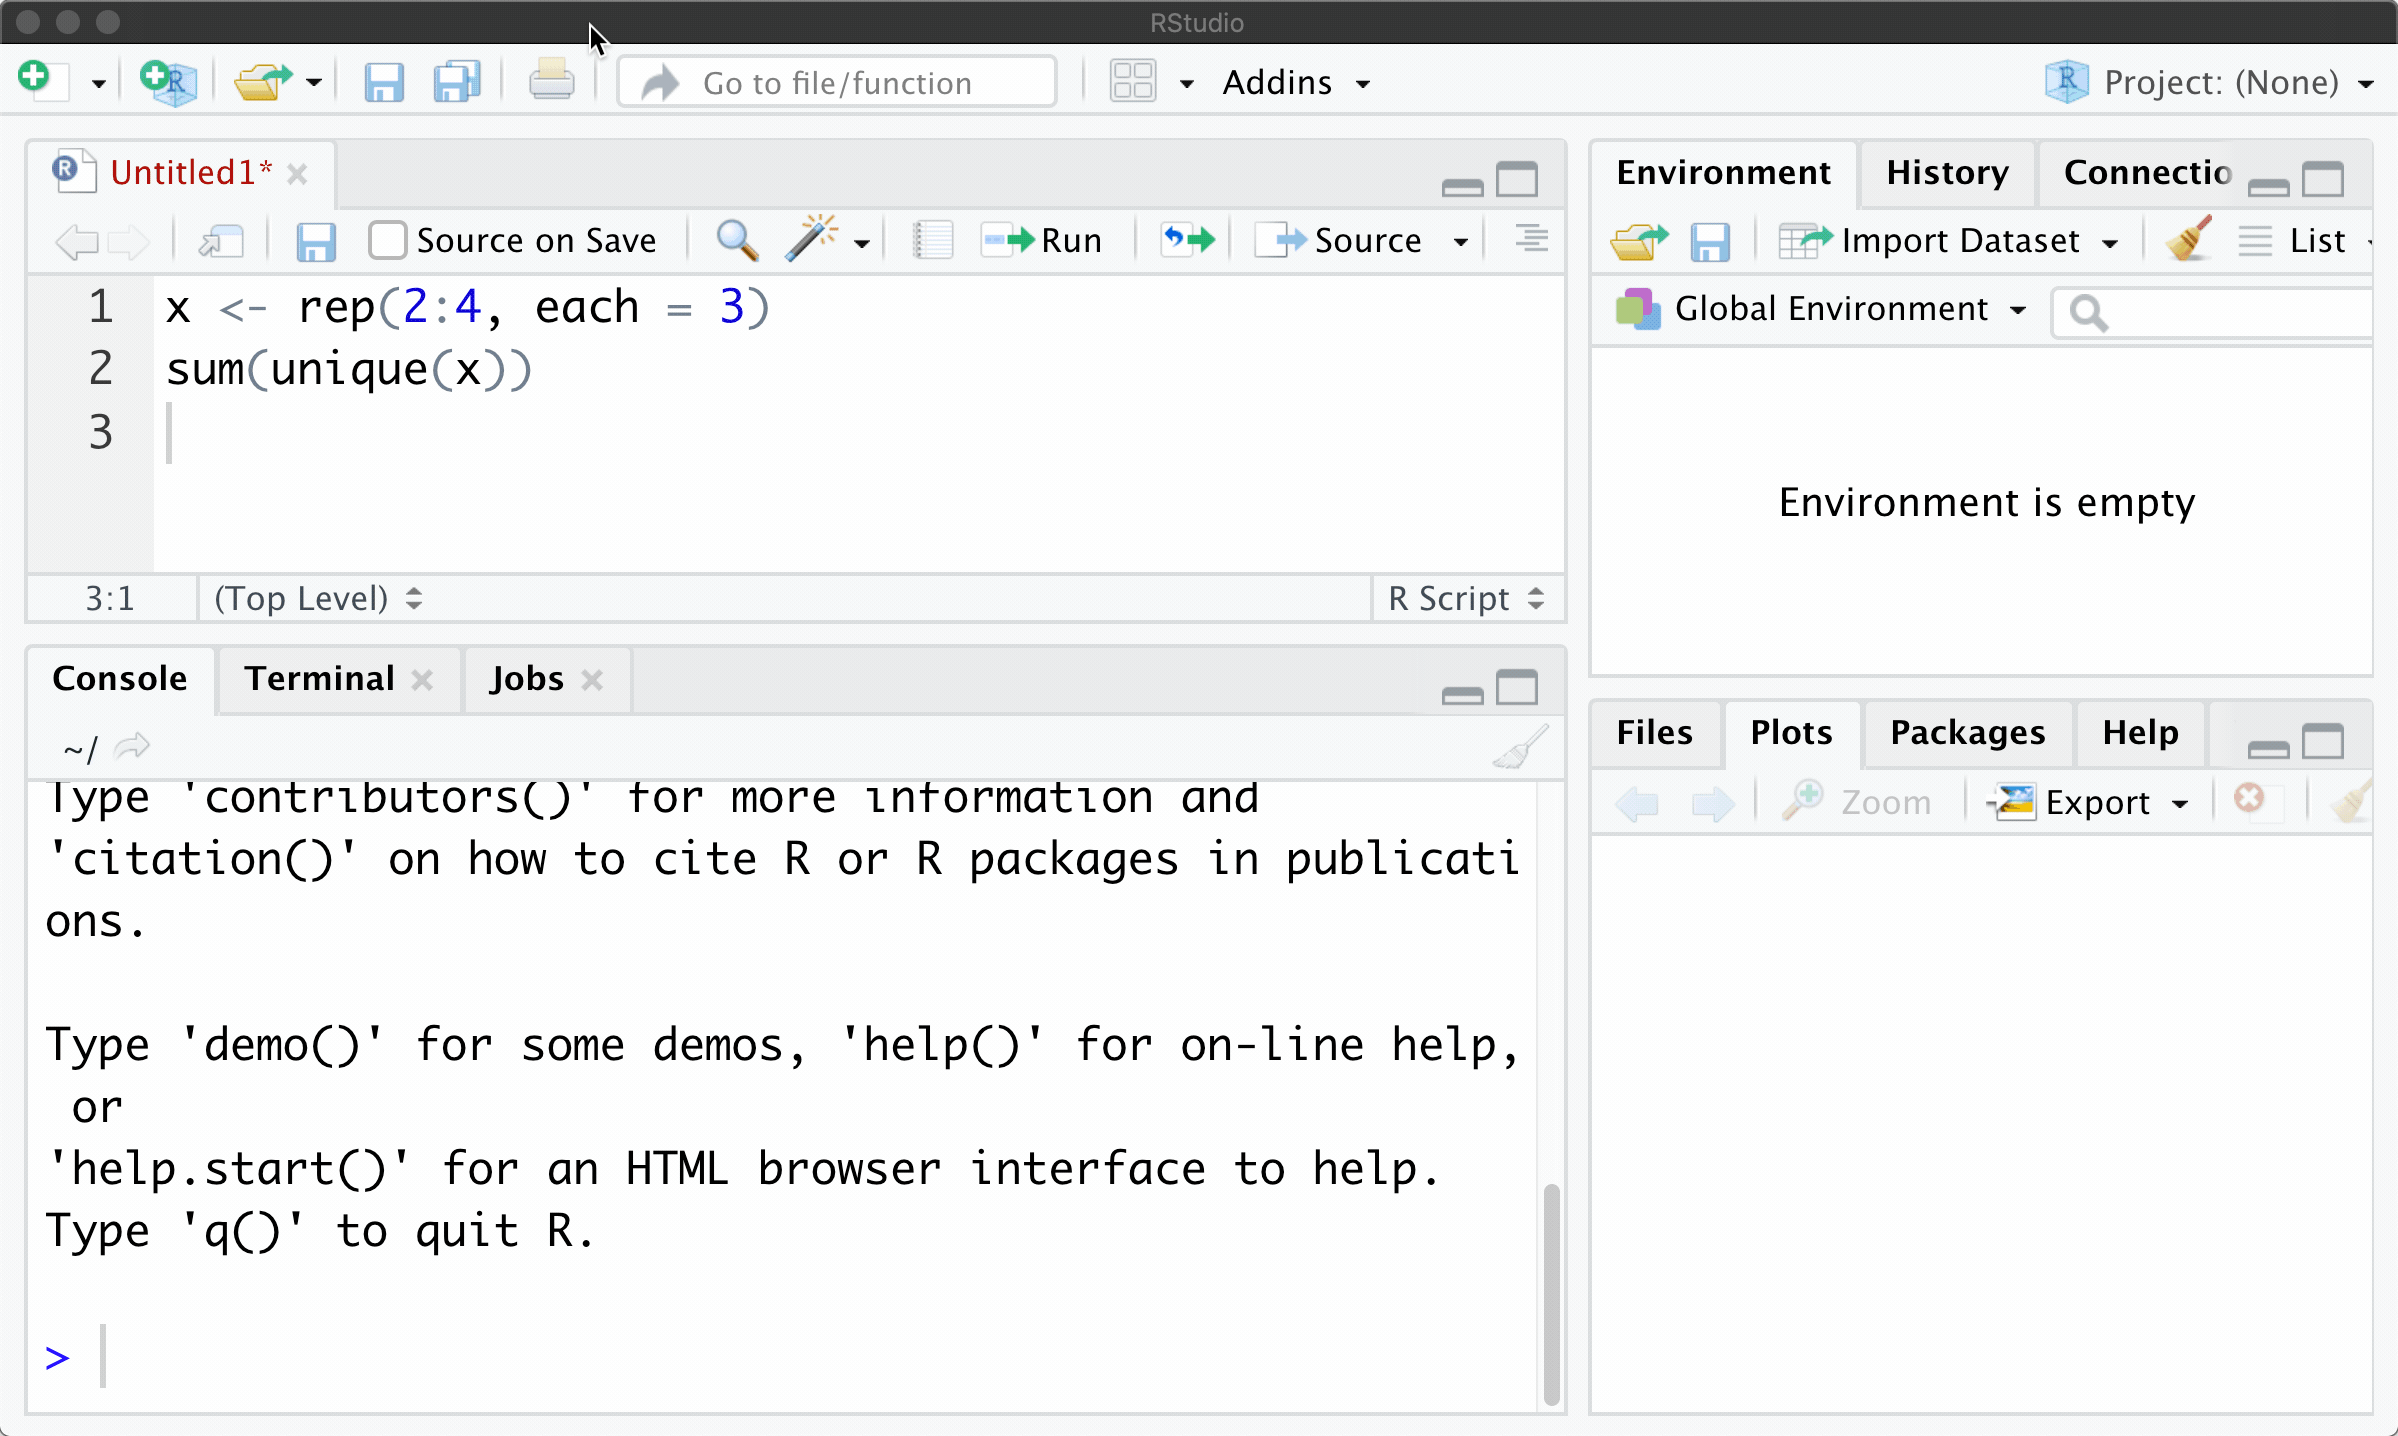 RStudio
Go to file/function
Addins
Project: (None)
Untitled1*
Source on Save
Run
Source
1 x <- rep(2:4, each = 3)
2 sum(unique(x))
3
3:1 (Top Level) R Script
Console Terminal Jobs
~/
Type 'contributors()' for more information and
'citation()' on how to cite R or R packages in publicati
ons.
Type 'demo()' for some demos, 'help()' for on-line help,
or
'help.start()' for an HTML browser interface to help.
Type 'q()' to quit R.
>
Environment History Connectio
Import Dataset List
Global Environment
Environment is empty
Files Plots Packages Help
Zoom Export